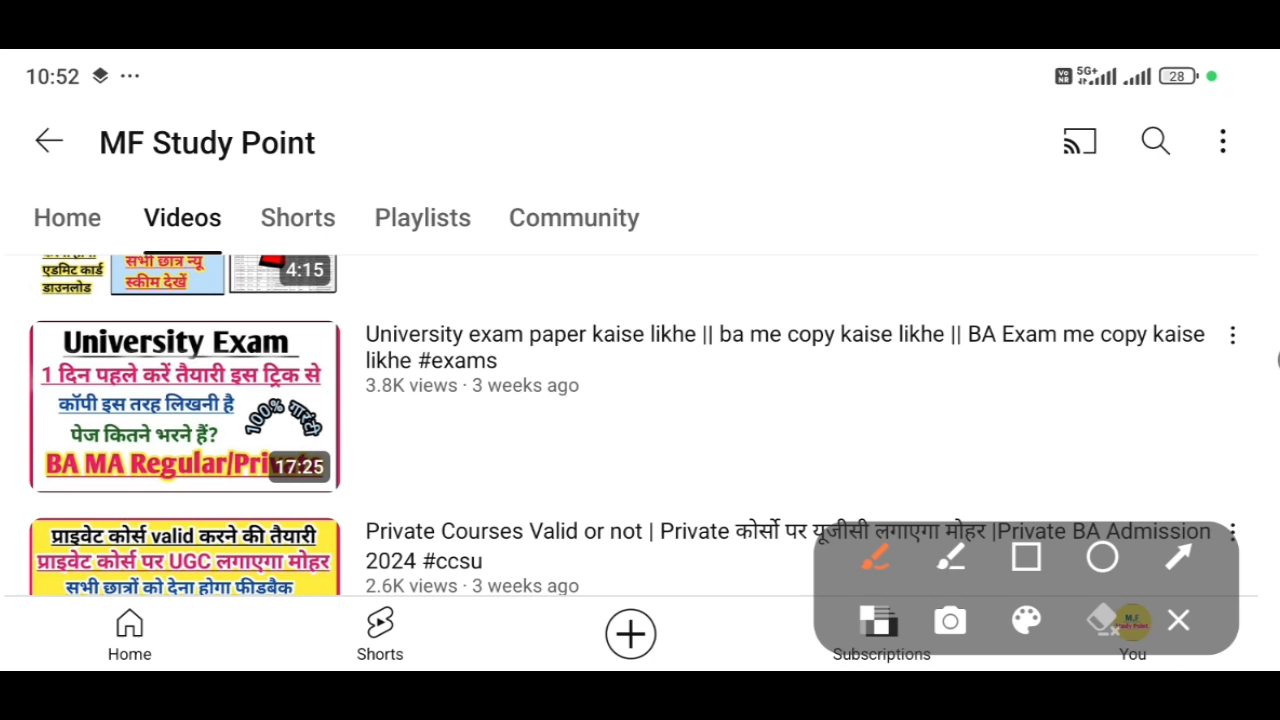 10:52
5G+
28
MF Study Point
Home Videos Shorts Playlists Community
एडमिट कार्ड
डाउनलोड
सभी छात्र न्यू
स्कीम देखें
4:15
University Exam
1 दिन पहले करें तैयारी इस ट्रिक से
कॉपी इस तरह लिखनी है
पेज कितने भरने हैं?
100% गारंटी
BA MA Regular/Pri
17:25
University exam paper kaise likhe || ba me copy kaise likhe || BA Exam me copy kaise
likhe #exams
3.8K views · 3 weeks ago
प्राइवेट कोर्स valid करने की तैयारी
प्राइवेट कोर्स पर UGC लगाएगा मोहर
सभी छात्रों को देना होगा फीडबैक
Private Courses Valid or not | Private कोर्सो पर यूजीसी लगाएगा मोहर |Private BA Admission
2024 #ccsu
2.6K views · 3 weeks ago
M.F
Study Point
Home Shorts Subscriptions You